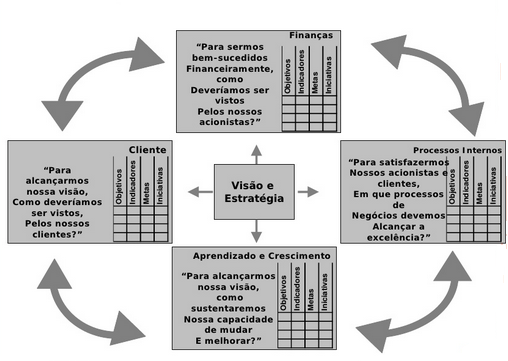 Finanças
“Para sermos
bem-sucedidos
Financeiramente,
como
Deveríamos ser
vistos
Pelos nossos
acionistas?”
Objetivos
Indicadores
Metas
Iniciativas
Cliente
“Para
alcançarmos
nossa visão,
Como deveríamos
ser vistos,
Pelos nossos
clientes?”
Objetivos
Indicadores
Metas
Iniciativas
Visão e
Estratégia
Processos Internos
“Para satisfazermos
Nossos acionistas e
clientes,
Em que processos
de
Negócios devemos
Alcançar a
excelência?”
Objetivos
Indicadores
Metas
Iniciativas
Aprendizado e Crescimento
“Para alcançarmos
nossa visão,
como
sustentaremos
Nossa capacidade
de mudar
E melhorar?”
Objetivos
Indicadores
Metas
Iniciativas